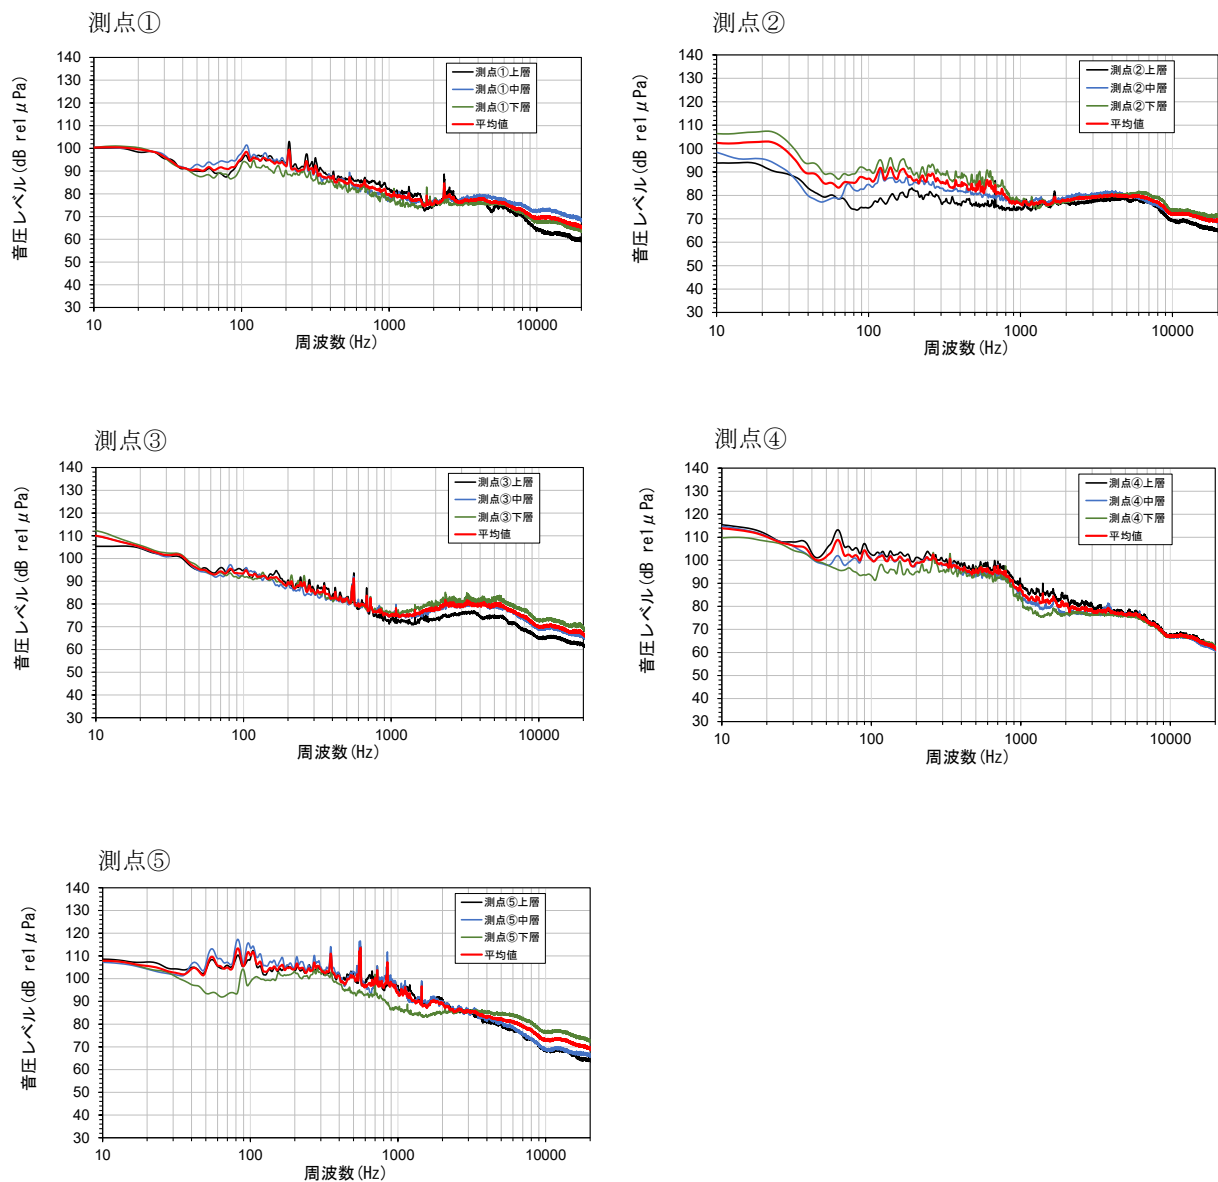 測点①
音圧レベル(dB re1μPa)
140
130
120
110
100
90
80
70
60
50
40
30
測点①上層
測点①中層
測点①下層
平均値
10
100
1000
10000
周波数(Hz)
測点②
音圧レベル(dB re1μPa)
140
130
120
110
100
90
80
70
60
50
40
30
測点②上層
測点②中層
測点②下層
平均値
10
100
1000
10000
周波数(Hz)
測点③
音圧レベル(dB re1μPa)
140
130
120
110
100
90
80
70
60
50
40
30
測点③上層
測点③中層
測点③下層
平均値
10
100
1000
10000
周波数(Hz)
測点④
音圧レベル(dB re1μPa)
140
130
120
110
100
90
80
70
60
50
40
30
測点④上層
測点④中層
測点④下層
平均値
10
100
1000
10000
周波数(Hz)
測点⑤
音圧レベル(dB re1μPa)
140
130
120
110
100
90
80
70
60
50
40
30
測点⑤上層
測点⑤中層
測点⑤下層
平均値
10
100
1000
10000
周波数(Hz)